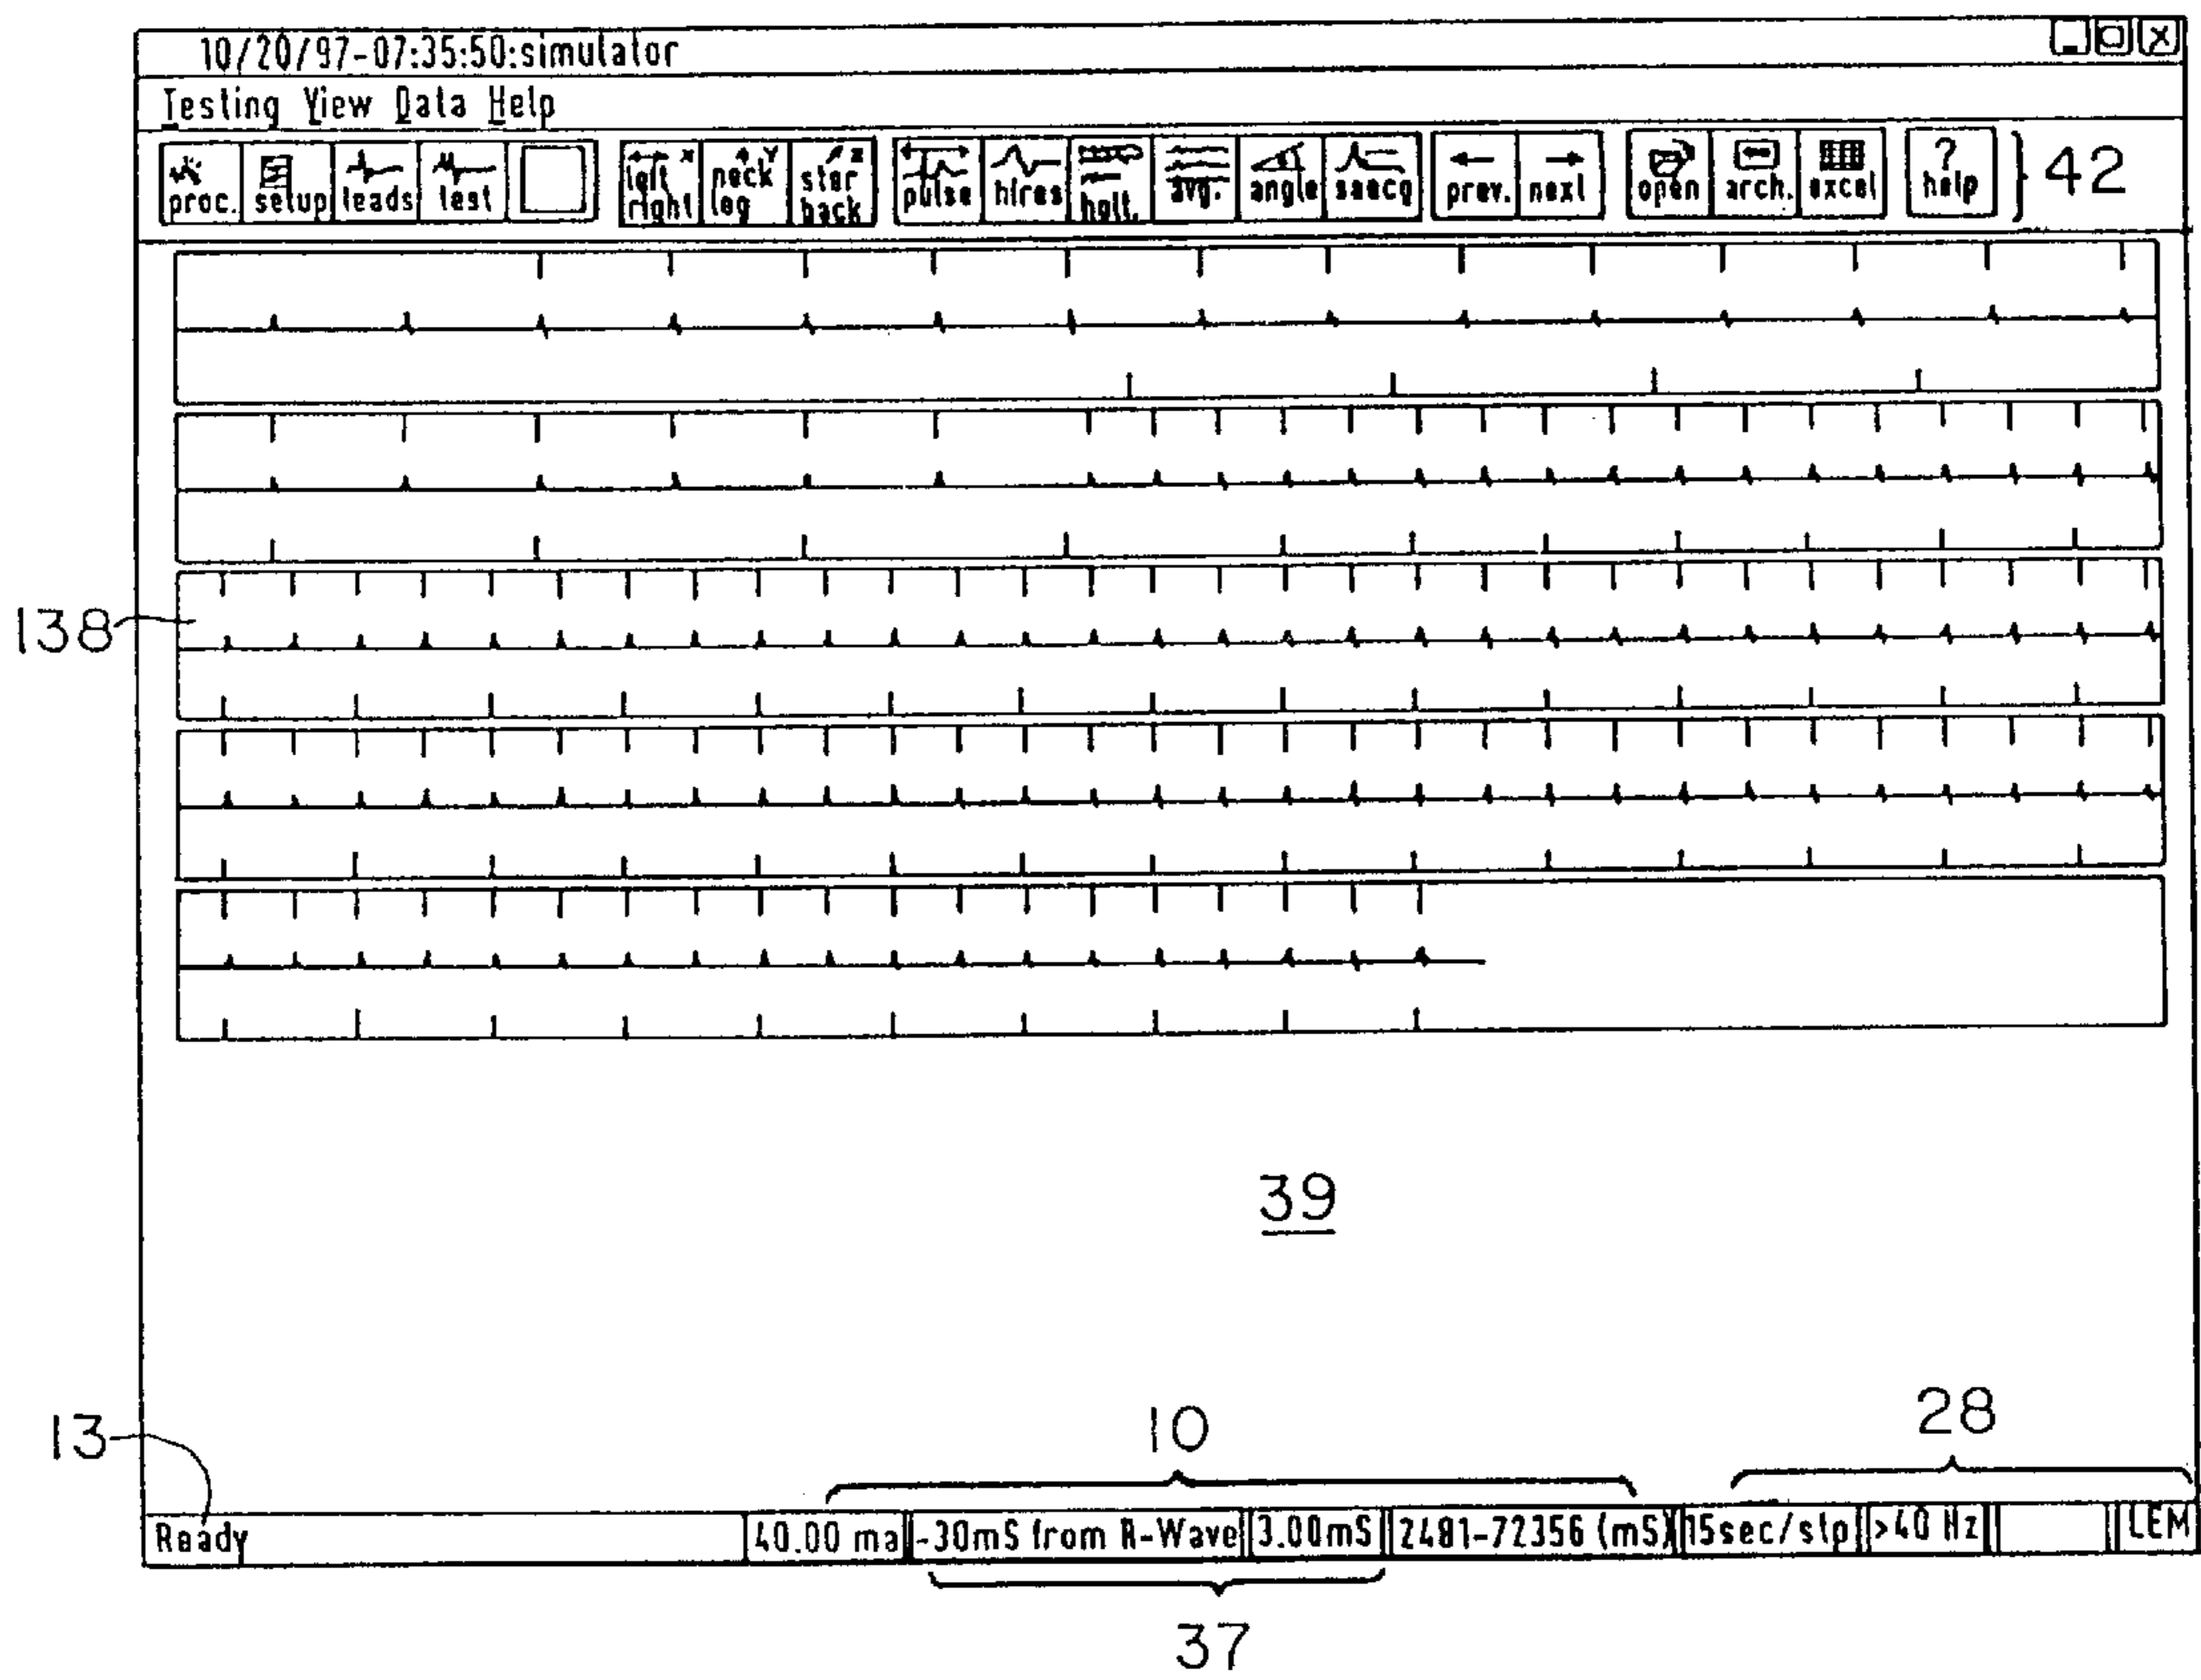 10/20/97-07:35:50:simulator
Testing View Data Help
proc. setup leads test left x right neck Y leg ster z back pulse hires holt. avg. angle saecg prev. next open arch. excel ? help 42
138
39
13 10 28
Ready 40.00 ma -30mS from R-Wave 3.00mS 2481-72356 (mS) 15sec/stp >40 Hz LEM
37